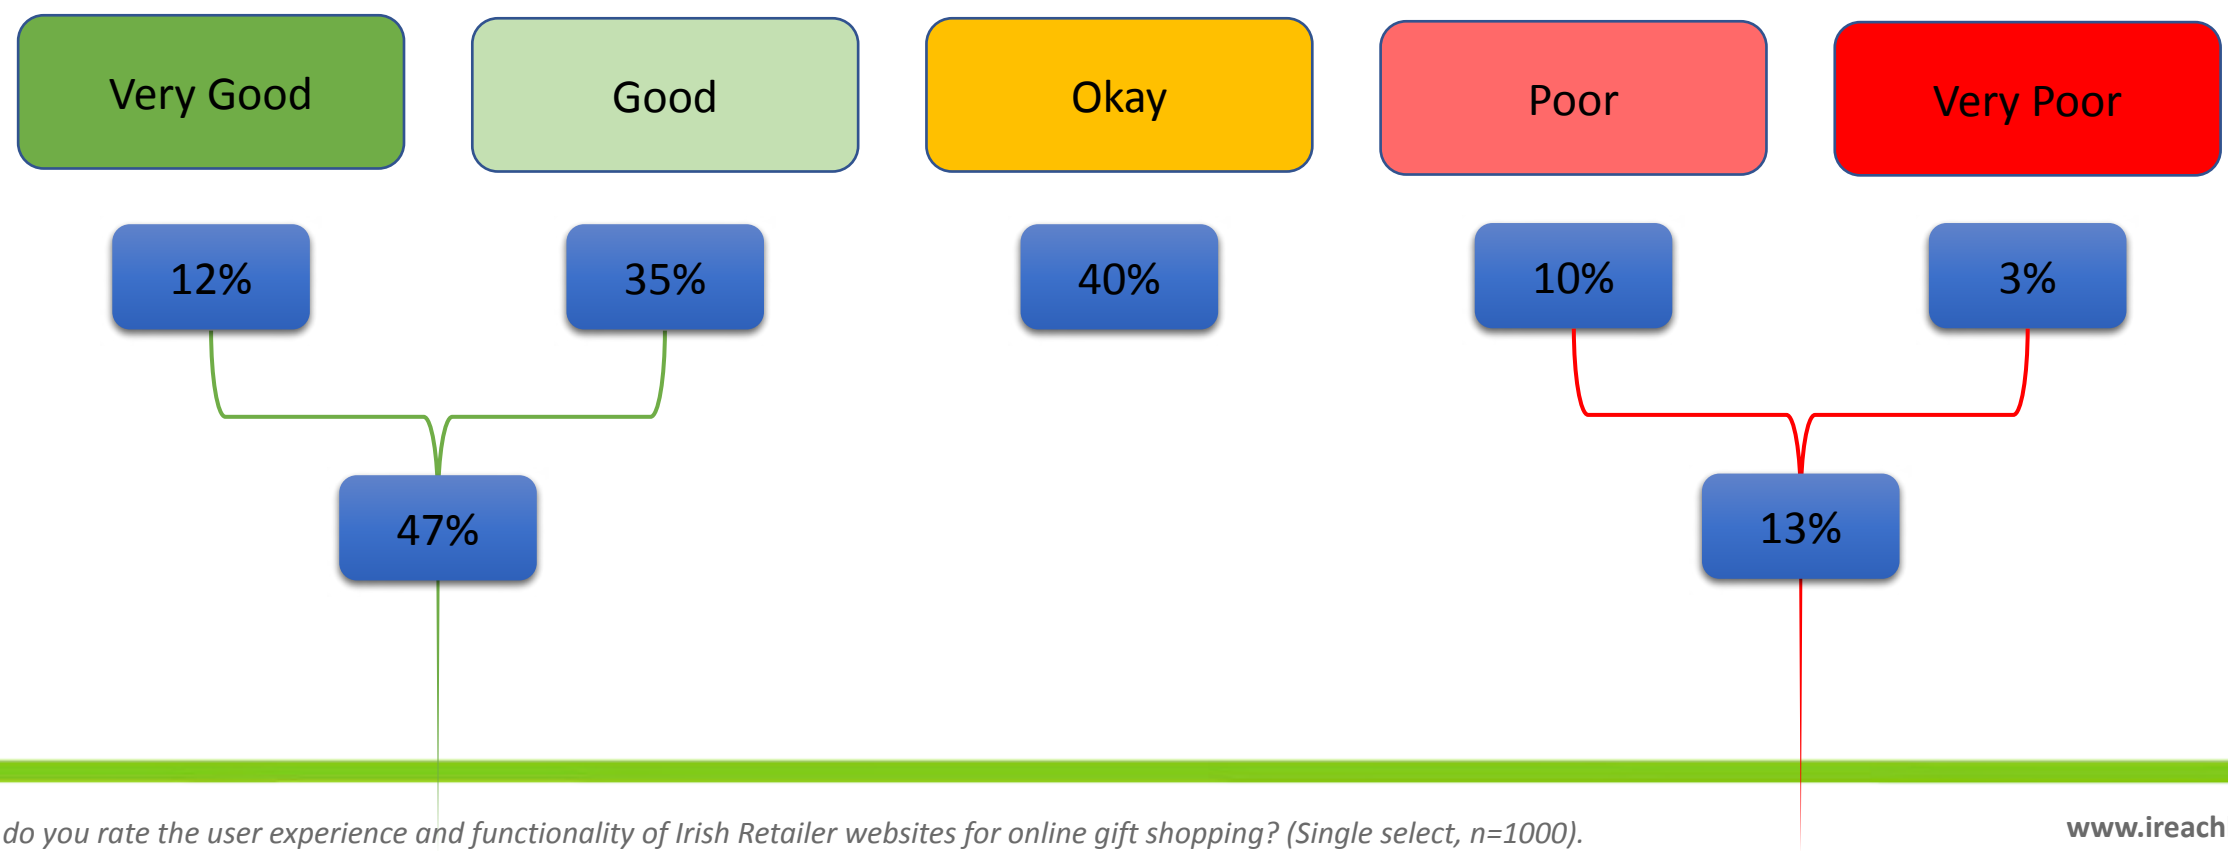 Very Good
Good
Okay
Poor
Very Poor
12%
35%
40%
10%
3%
47%
13%
do you rate the user experience and functionality of Irish Retailer websites for online gift shopping? (Single select, n=1000).
www.ireach